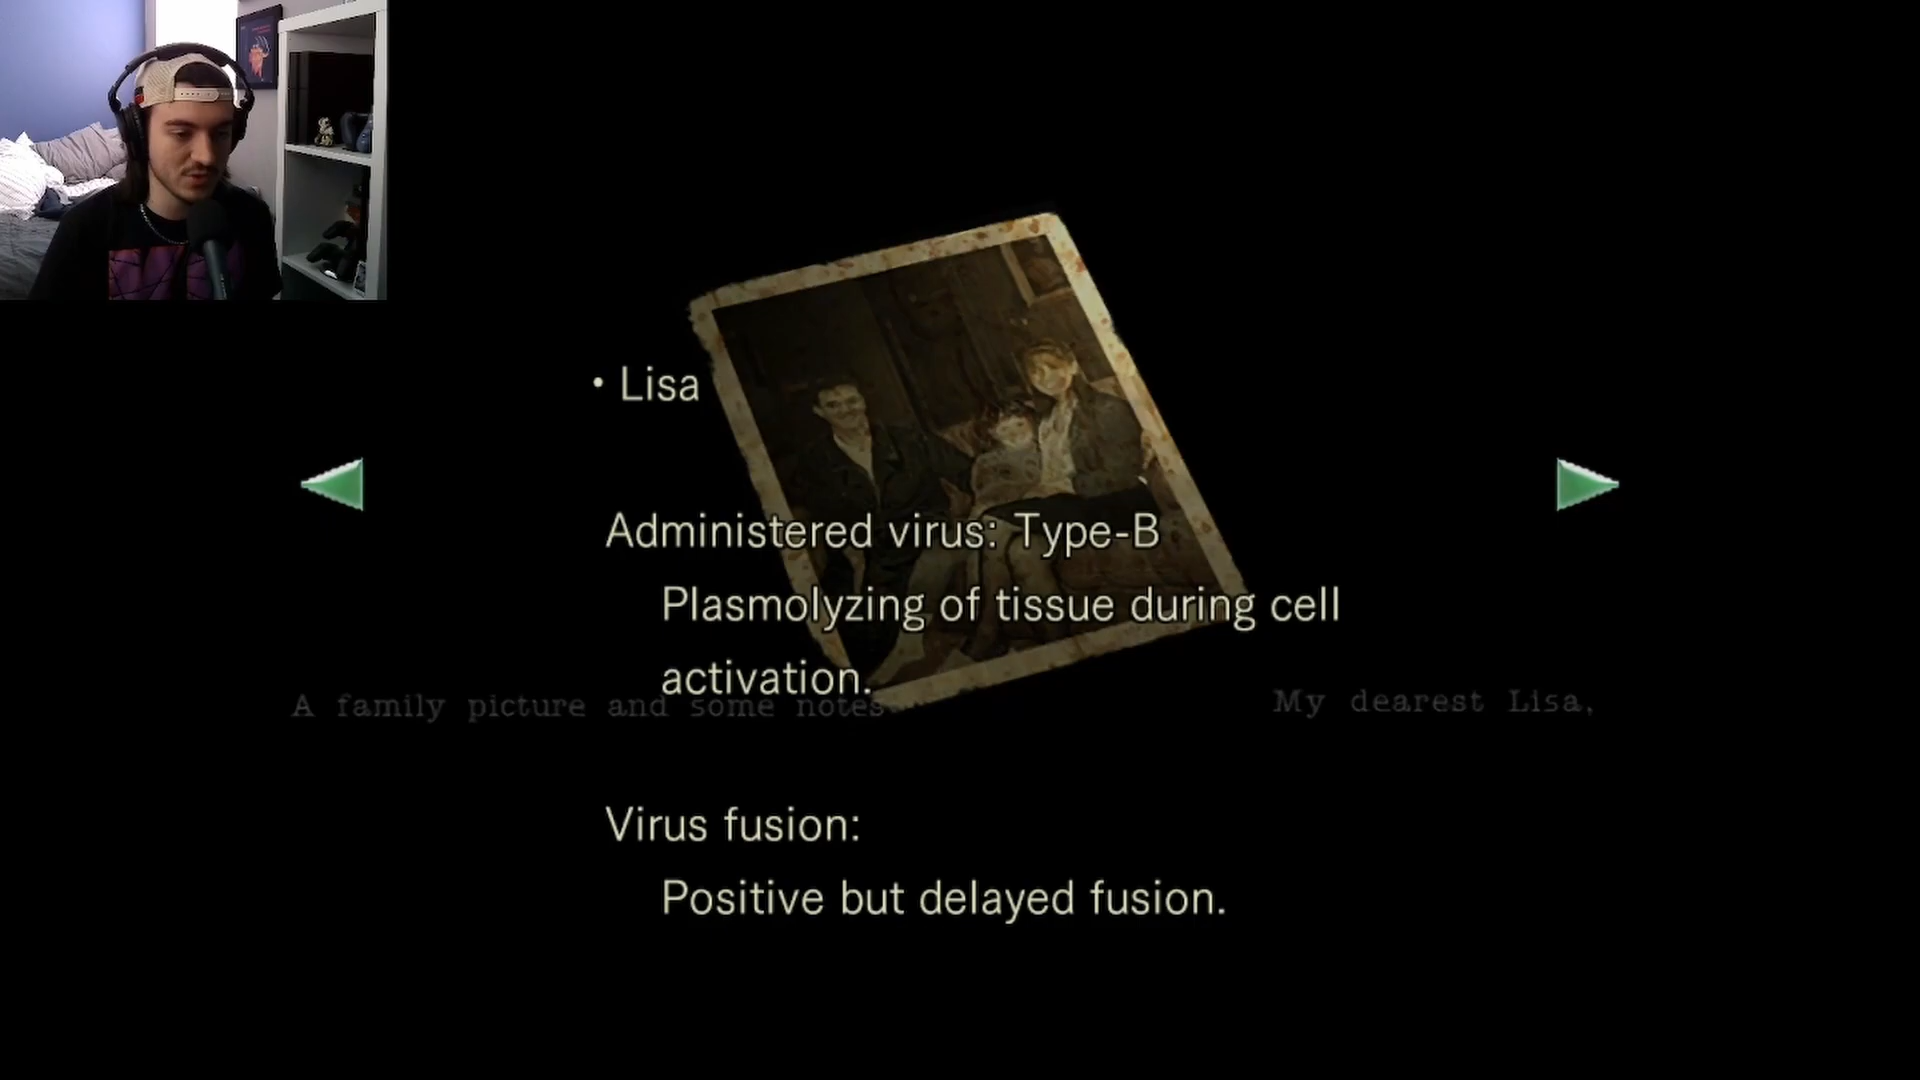 • Lisa
Administered virus: Type-B
Plasmolyzing of tissue during cell
activation.
A family picture and some notes
My dearest Lisa,
Virus fusion:
Positive but delayed fusion.